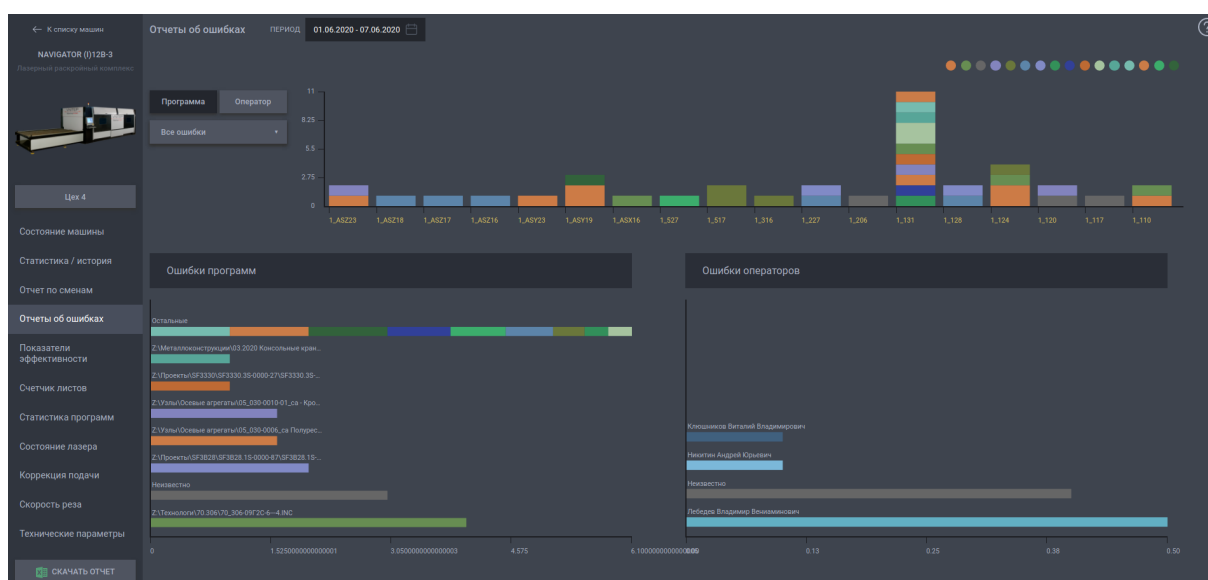 ← К списку машин
Отчеты об ошибках
ПЕРИОД
01.06.2020 - 07.06.2020
?
NAVIGATOR (I)12B-3
Лазерный раскройный комплекс
Программа
Оператор
Все ошибки
11
8.25
5.5
2.75
0
1_ASZ23
1_ASZ18
1_ASZ17
1_ASZ16
1_ASY23
1_ASY19
1_ASX16
1_527
1_517
1_316
1_227
1_206
1_131
1_128
1_124
1_120
1_117
1_110
Цех 4
Состояние машины
Статистика / история
Отчет по сменам
Отчеты об ошибках
Показатели
эффективности
Счетчик листов
Статистика программ
Состояние лазера
Коррекция подачи
Скорость реза
Технические параметры
СКАЧАТЬ ОТЧЕТ
Ошибки программ
Остальные
Z:\Металлоконструкции\03.2020 Консольные кран...
Z:\Проекты\SF3330\SF3330.3S-0000-27\SF3330.3S-...
Z:\Узлы\Осевые агрегаты\05_030-0010-01_са - Кро...
Z:\Узлы\Осевые агрегаты\05_030-0006_са Полурес...
Z:\Проекты\SF3B28\SF3B28.1S-0000-87\SF3B28.1S-...
Неизвестно
Z:\Технологи\70.306\70_306-09Г2С-6---4.INC
0
1.5250000000000001
3.0500000000000003
4.575
Ошибки операторов
Клюшников Виталий Владимирович
Никитин Андрей Юрьевич
Неизвестно
Лебедев Владимир Вениаминович
0.13
0.25
0.38
0.50